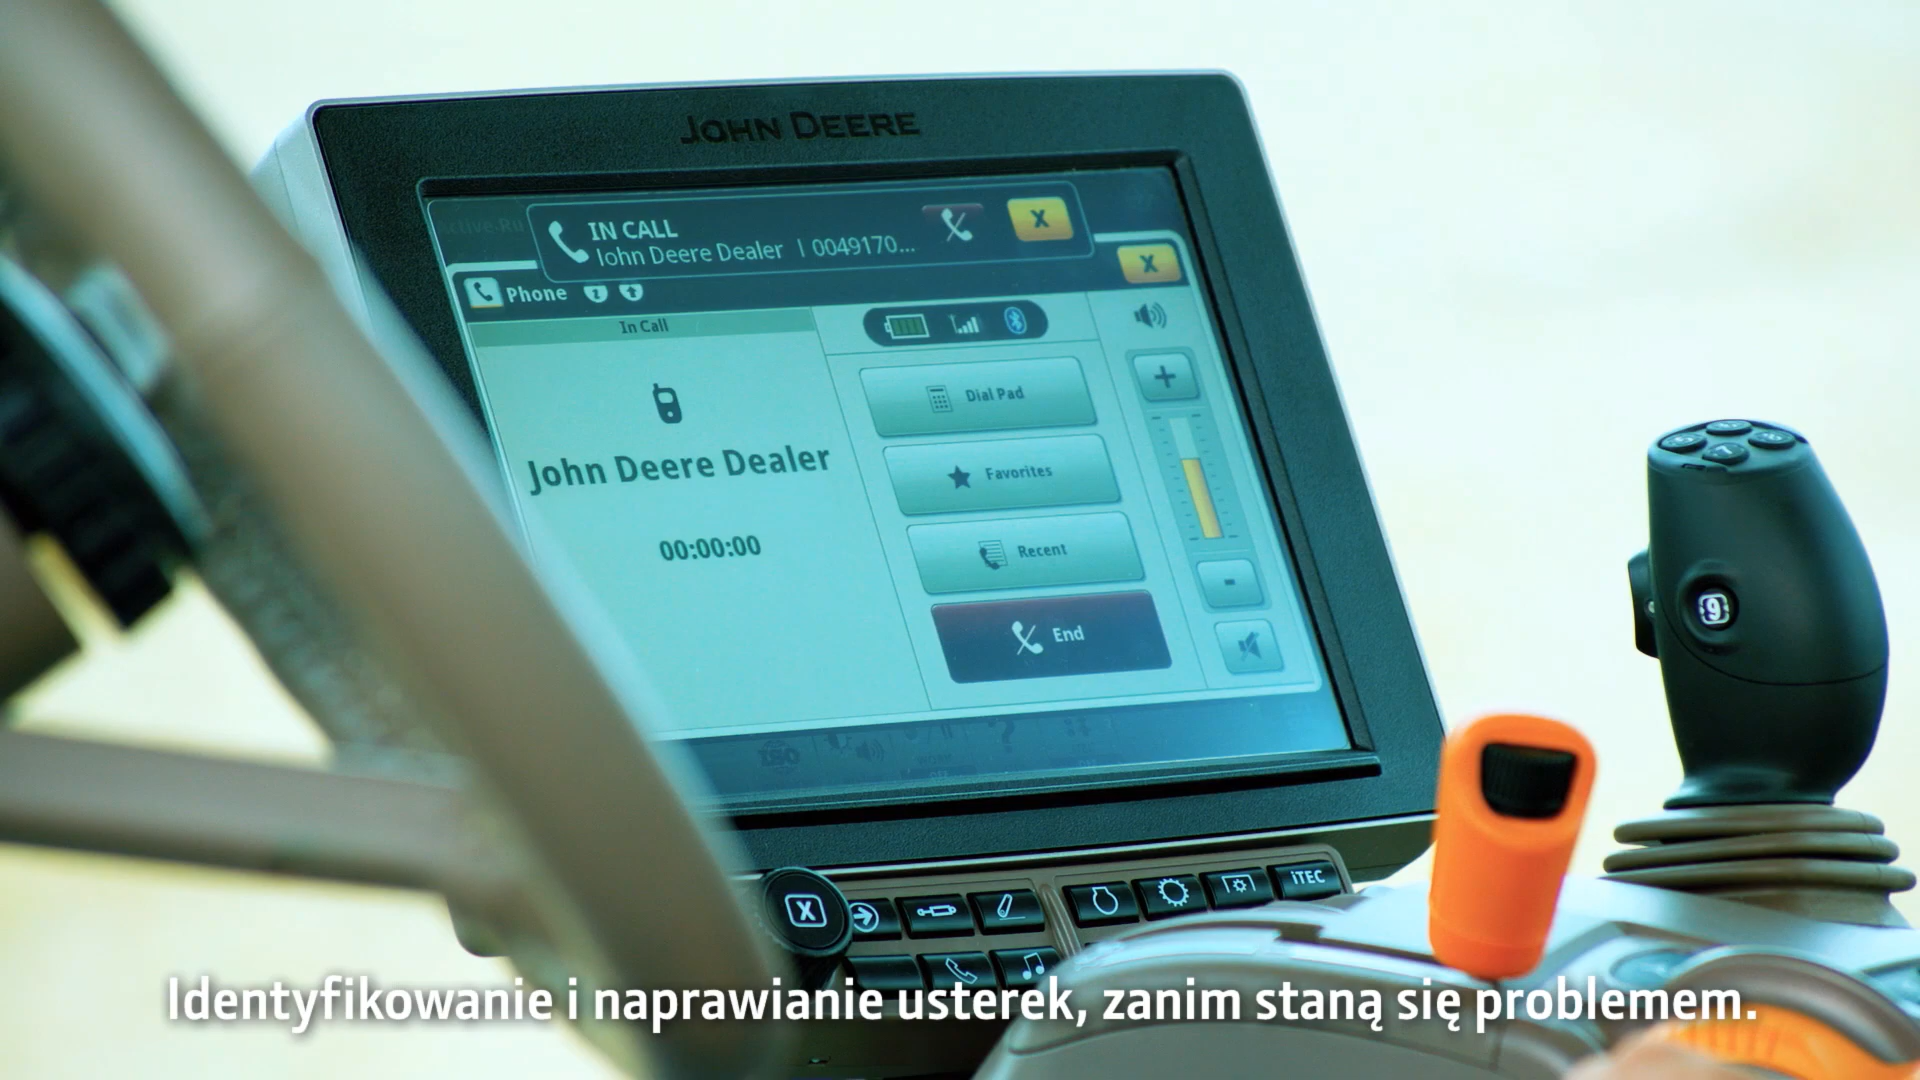 JOHN DEERE
IN CALL
John Deere Dealer | 0049170...
X
X
Phone
In Call
Dial Pad
John Deere Dealer
Favorites
00:00:00
Recent
End
+
-
9
7
X
iTEC
Identyfikowanie i naprawianie usterek, zanim staną się problemem.